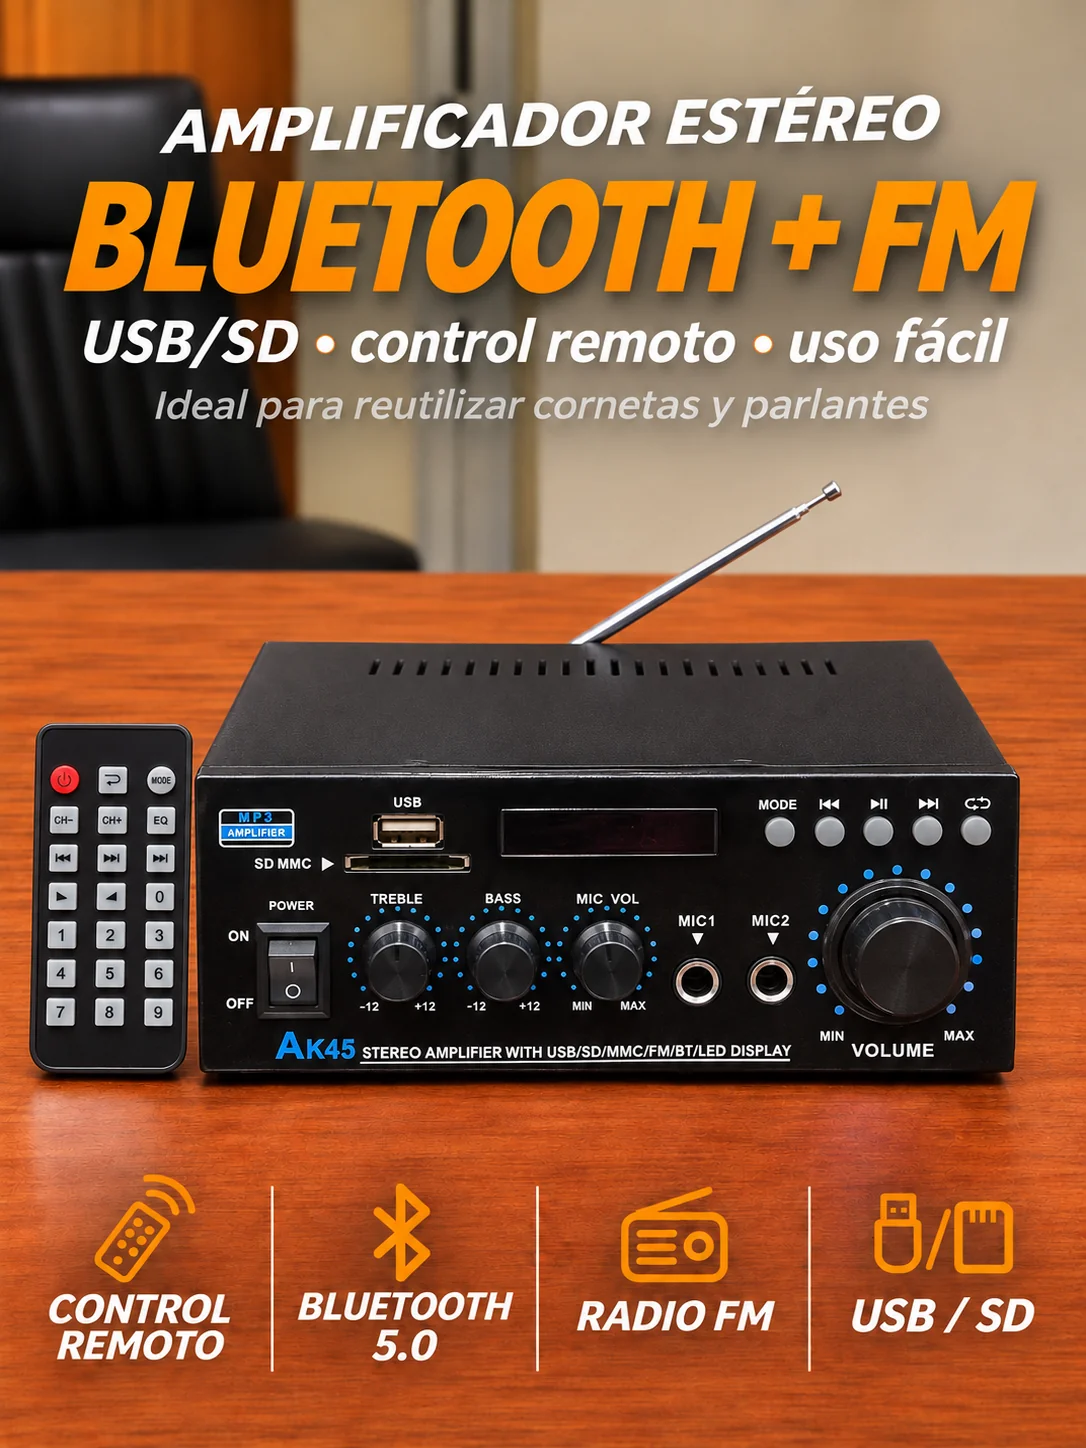 AMPLIFICADOR ESTÉREO
BLUETOOTH + FM
USB/SD • control remoto • uso fácil
Ideal para reutilizar cornetas y parlantes
MODE
CH-
CH+
EQ
0
1
2
3
4
5
6
7
8
9
MP3
AMPLIFIER
USB
SD MMC
MODE
POWER
ON
OFF
TREBLE
-12
+12
BASS
-12
+12
MIC VOL
MIN
MAX
MIC1
MIC2
MIN
MAX
VOLUME
AK45 STEREO AMPLIFIER WITH USB/SD/MMC/FM/BT/LED DISPLAY
CONTROL
REMOTO
BLUETOOTH
5.0
RADIO FM
USB / SD